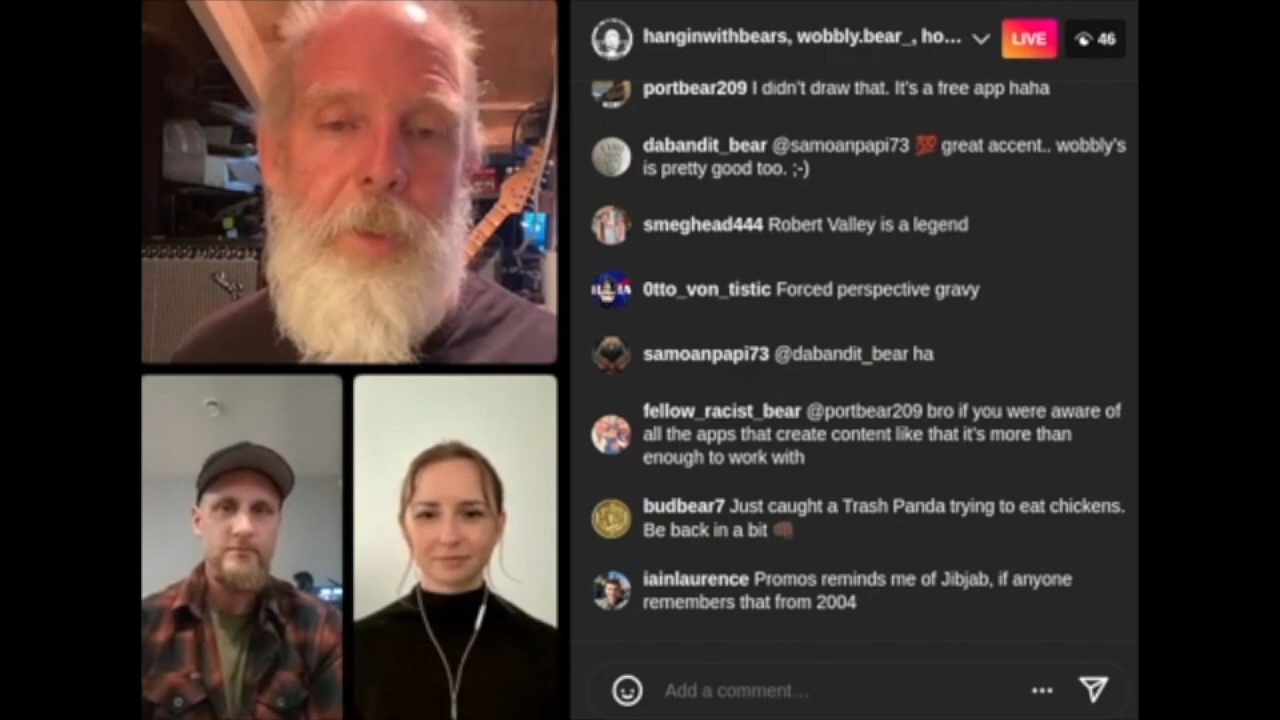 hanginwithbears, wobbly.bear_, ho...
LIVE
46
portbear209 I didn't draw that. It's a free app haha
dabandit_bear @samoanpapi73 💯 great accent.. wobbly's
is pretty good too. ;-)
smeghead444 Robert Valley is a legend
0tto_von_tistic Forced perspective gravy
samoanpapi73 @dabandit_bear ha
fellow_racist_bear @portbear209 bro if you were aware of
all the apps that create content like that it's more than
enough to work with
budbear7 Just caught a Trash Panda trying to eat chickens.
Be back in a bit 👊🏿
iainlaurence Promos reminds me of Jibjab, if anyone
remembers that from 2004
Add a comment...